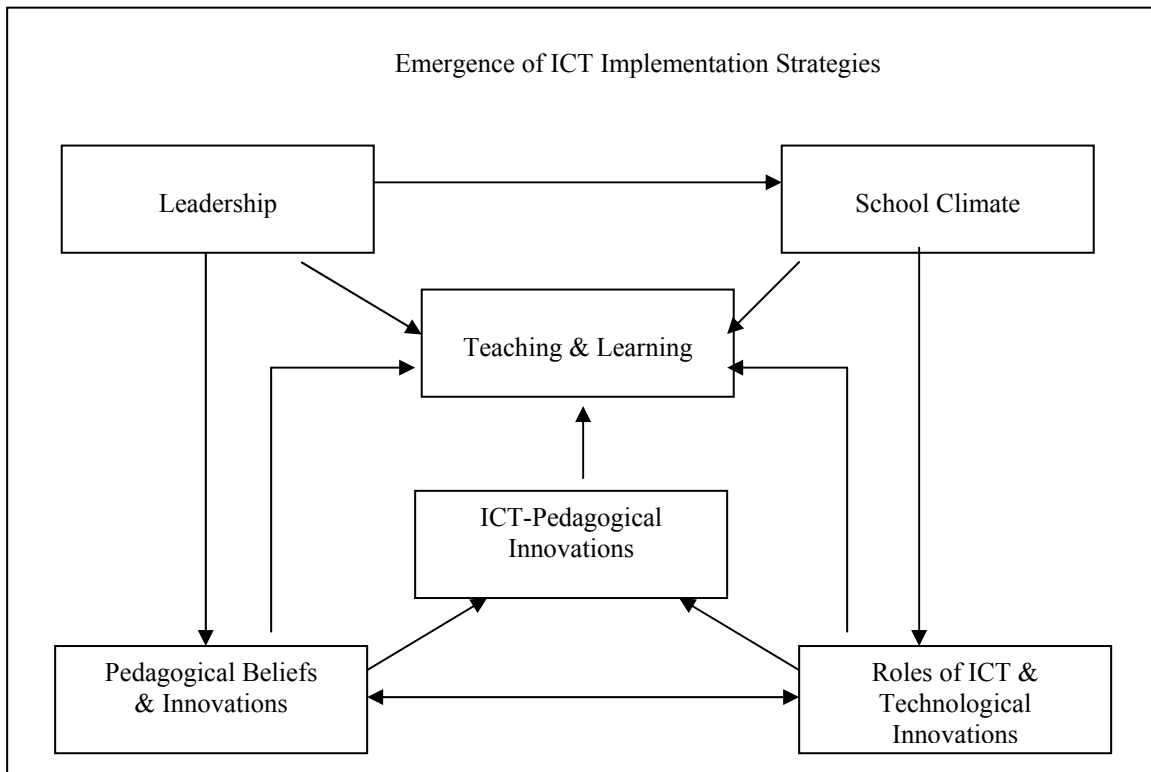 Emergence of ICT Implementation Strategies
Leadership
School Climate
Teaching & Learning
ICT-Pedagogical
Innovations
Pedagogical Beliefs
& Innovations
Roles of ICT &
Technological
Innovations